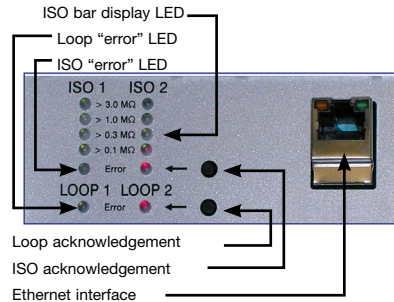 ISO bar display LED
Loop “error” LED
ISO “error” LED
ISO 1 ISO 2
> 3.0 MΩ
> 1.0 MΩ
> 0.3 MΩ
> 0.1 MΩ
Error
LOOP 1 LOOP 2
Error
Loop acknowledgement
ISO acknowledgement
Ethernet interface